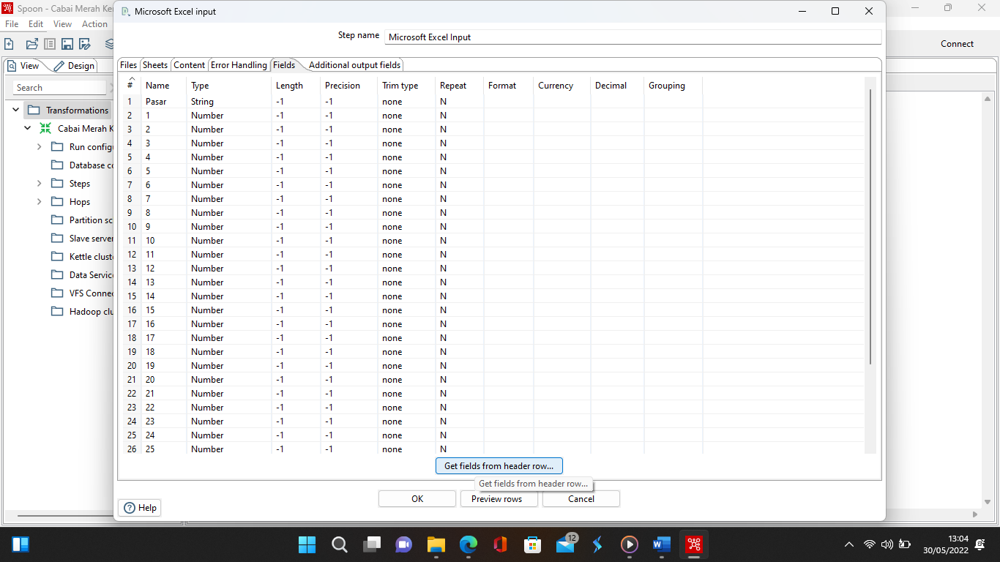 Spoon - Cabai Merah Ke
Microsoft Excel input
File Edit View Action
Step name Microsoft Excel Input
Connect
View Design
Files Sheets Content Error Handling Fields Additional output fields
Search
# Name Type Length Precision Trim type Repeat Format Currency Decimal Grouping
1 Pasar String -1 -1 none N
2 1 Number -1 -1 none N
3 2 Number -1 -1 none N
4 3 Number -1 -1 none N
5 4 Number -1 -1 none N
6 5 Number -1 -1 none N
7 6 Number -1 -1 none N
8 7 Number -1 -1 none N
9 8 Number -1 -1 none N
10 9 Number -1 -1 none N
11 10 Number -1 -1 none N
12 11 Number -1 -1 none N
13 12 Number -1 -1 none N
14 13 Number -1 -1 none N
15 14 Number -1 -1 none N
16 15 Number -1 -1 none N
17 16 Number -1 -1 none N
18 17 Number -1 -1 none N
19 18 Number -1 -1 none N
20 19 Number -1 -1 none N
21 20 Number -1 -1 none N
22 21 Number -1 -1 none N
23 22 Number -1 -1 none N
24 23 Number -1 -1 none N
25 24 Number -1 -1 none N
26 25 Number -1 -1 none N
Transformations
Cabai Merah K
Run config
Database co
Steps
Hops
Partition sc
Slave server
Kettle clust
Data Servic
VFS Connec
Hadoop clu
Get fields from header row...
Get fields from header row...
OK Preview rows Cancel
Help
12
13:04
30/05/2022